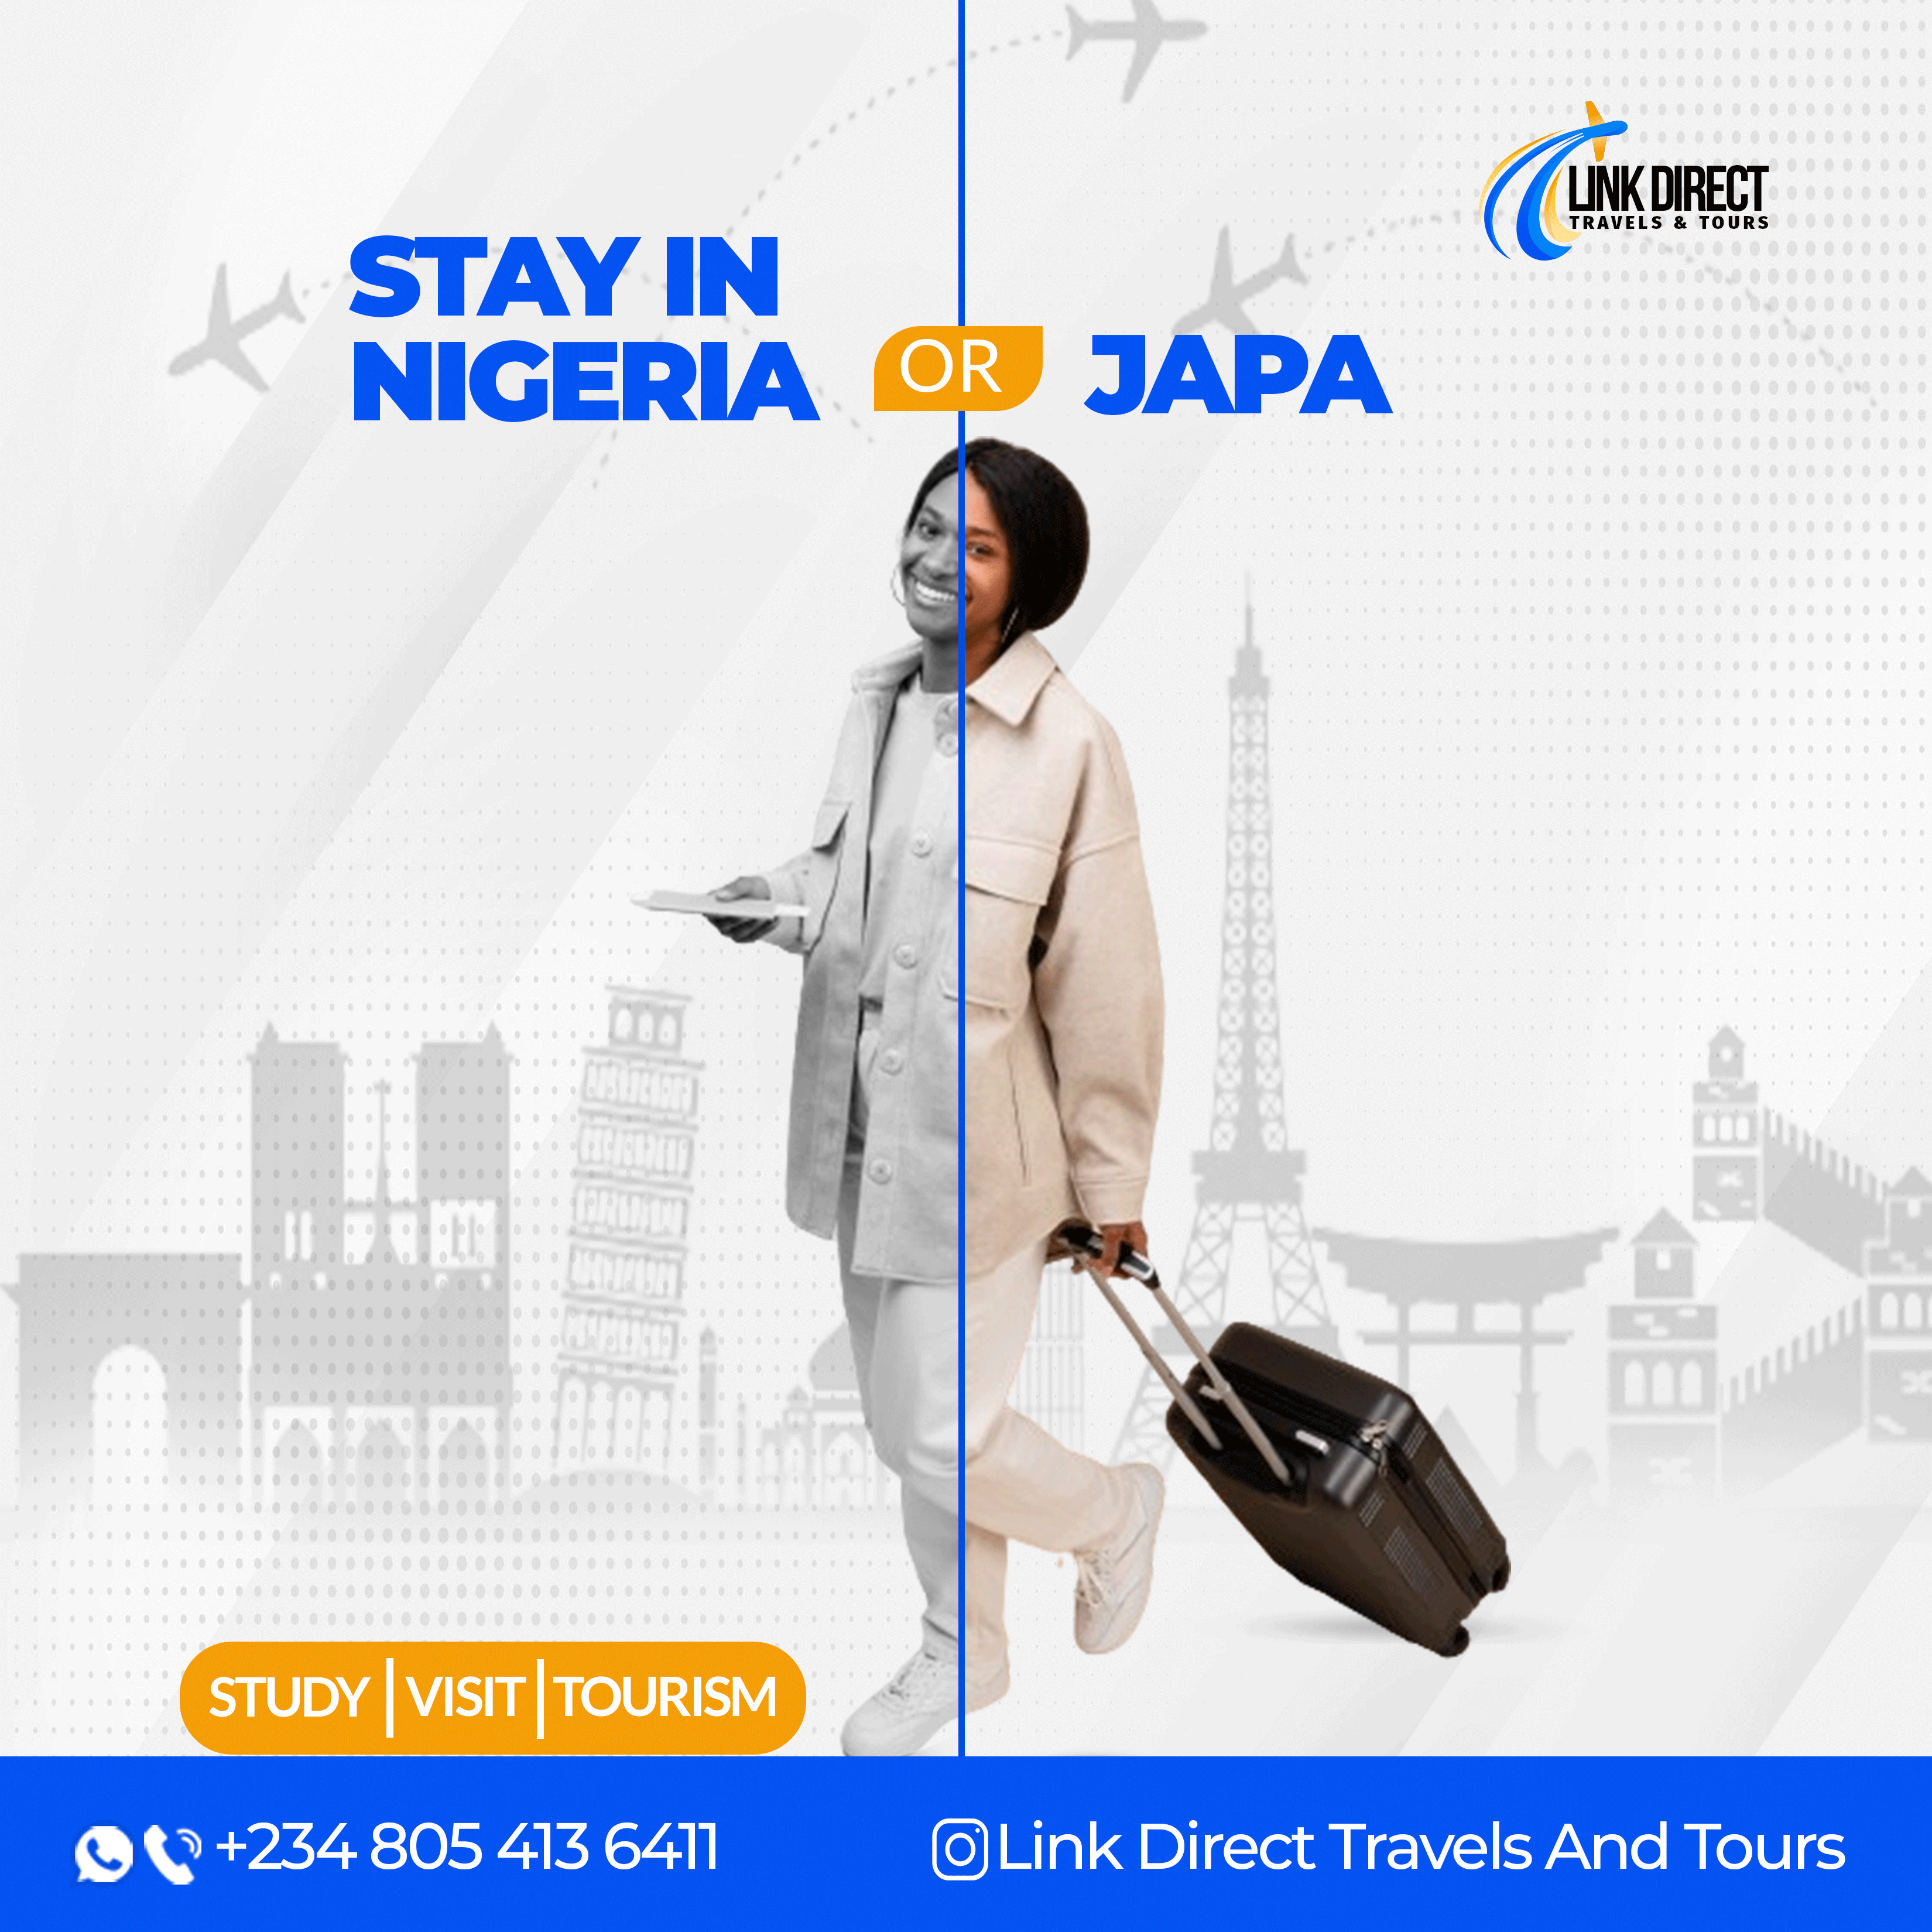 LINK DIRECT
TRAVELS & TOURS
STAY IN
NIGERIA
OR
JAPA
STUDY | VISIT | TOURISM
+234 805 413 6411
Link Direct Travels And Tours